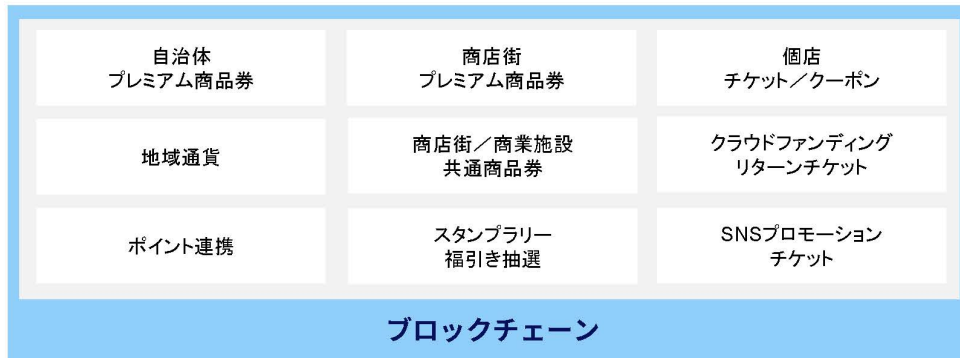 自治体
プレミアム商品券
商店街
プレミアム商品券
個店
チケット／クーポン
地域通貨
商店街／商業施設
共通商品券
クラウドファンディング
リターンチケット
ポイント連携
スタンプラリー
福引き抽選
SNSプロモーション
チケット
ブロックチェーン